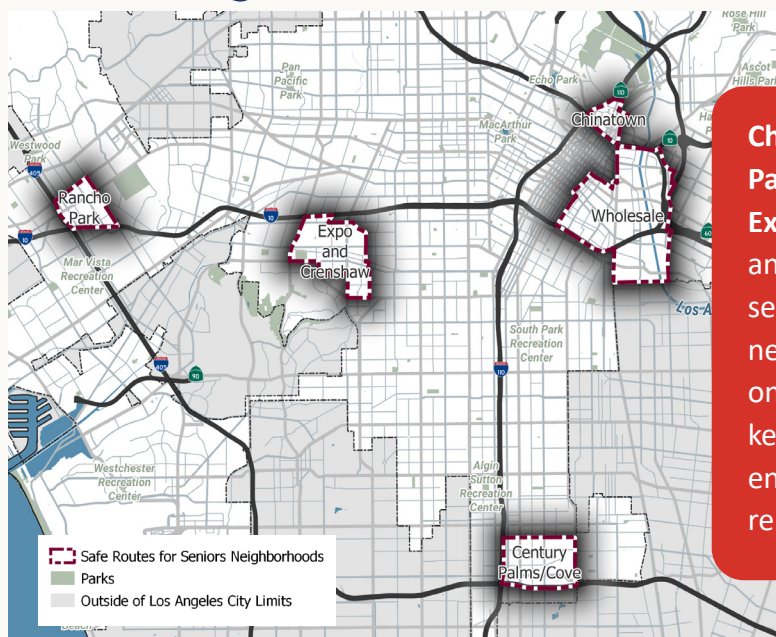 Rose Hill
Park
Pan
Pacific
Park
Echo Park
110
Ascot
Hills Park
Chinatown
MacArthur
Park
10
Westwood
Park
405
Rancho
Park
10
Wholesale
Expo
and
Crenshaw
60
10
Mar Vista
Recreation
Center
Los A
South Park
Recreation
Center
405
90
110
Westchester
Recreation
Center
Algin
Sutton
Recreation
Center
Century
Palms/Cove
Safe Routes for Seniors Neighborhoods
Parks
Outside of Los Angeles City Limits
Ch
Pa
Ex
an
se
ne
or
ke
en
re